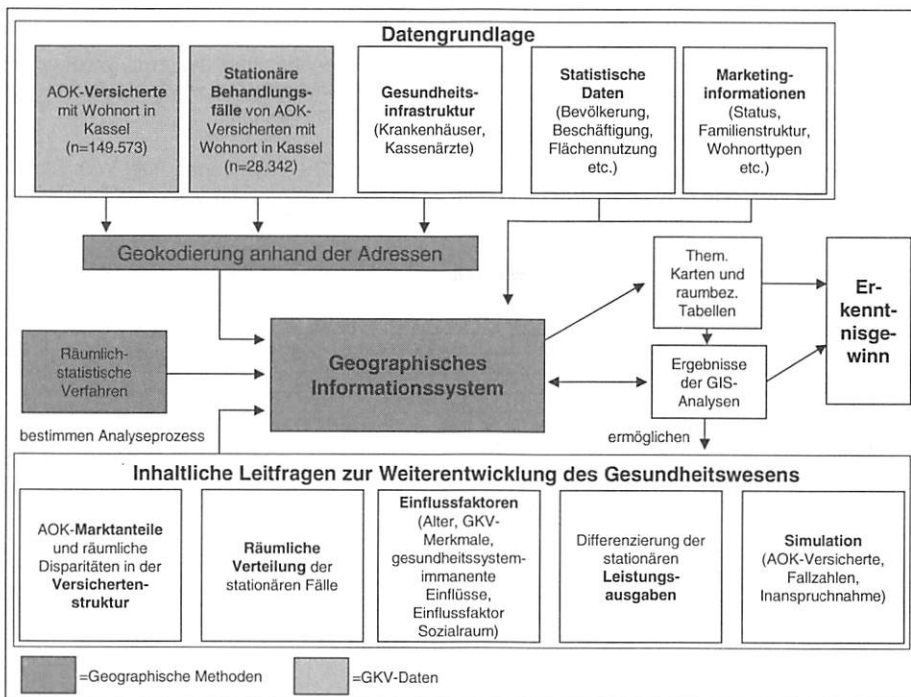 Datengrundlage
AOK-Versicherte
mit Wohnort in
Kassel
(n=149.573)
Stationäre
Behandlungs-
fälle von AOK-
Versicherten mit
Wohnort in Kassel
(n=28.342)
Gesundheits-
infrastruktur
(Krankenhäuser,
Kassenärzte)
Statistische
Daten
(Bevölkerung,
Beschäftigung,
Flächennutzung
etc.)
Marketing-
informationen
(Status,
Familienstruktur,
Wohnorttypen
etc.)
Geokodierung anhand der Adressen
Them.
Karten und
raumbez.
Tabellen
Er-
kennt-
nisge-
winn
Räumlich-
statistische
Verfahren
Geographisches
Informationssystem
Ergebnisse
der GIS-
Analysen
bestimmen Analyseprozess
ermöglichen
Inhaltliche Leitfragen zur Weiterentwicklung des Gesundheitswesens
AOK-Marktanteile
und räumliche
Disparitäten in der
Versicherten-
struktur
Räumliche
Verteilung der
stationären Fälle
Einflussfaktoren
(Alter, GKV-
Merkmale,
gesundheitssystem-
immanente
Einflüsse,
Einflussfaktor
Sozialraum)
Differenzierung der
stationären
Leistungs-
ausgaben
Simulation
(AOK-Versicherte,
Fallzahlen,
Inanspruchnahme)
=Geographische Methoden
=GKV-Daten